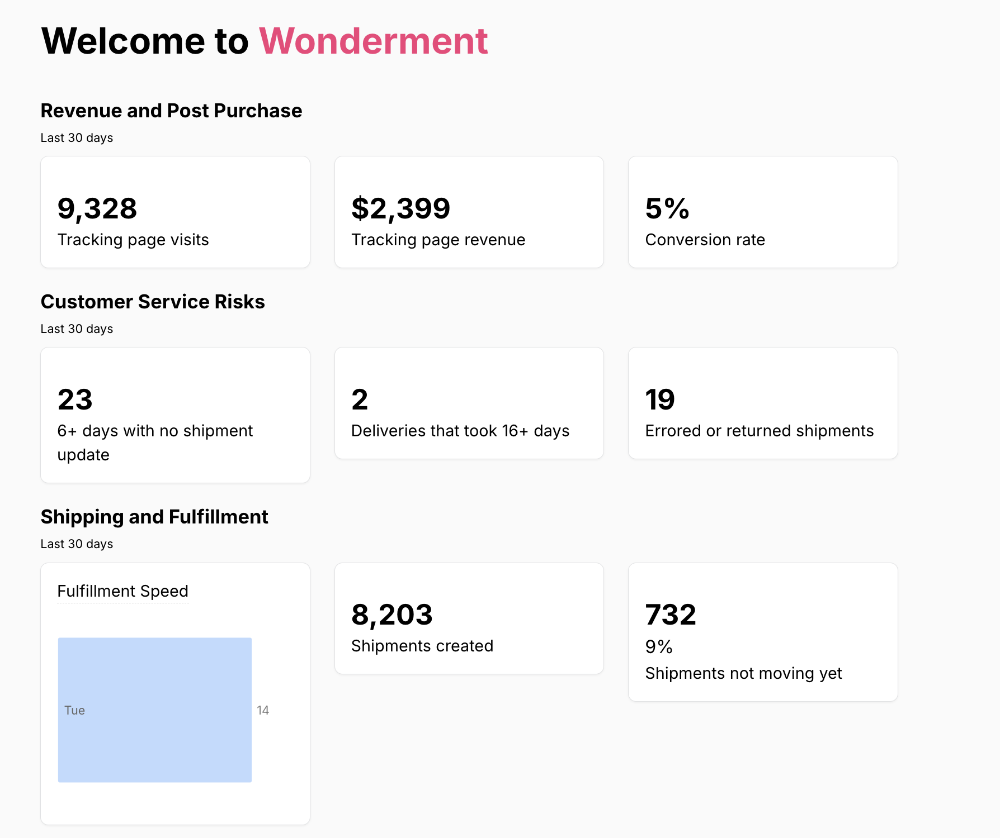 Welcome to Wonderment
Revenue and Post Purchase
Last 30 days
9,328
Tracking page visits
$2,399
Tracking page revenue
5%
Conversion rate
Customer Service Risks
Last 30 days
23
6+ days with no shipment
update
2
Deliveries that took 16+ days
19
Errored or returned shipments
Shipping and Fulfillment
Last 30 days
Fulfillment Speed
Tue 14
8,203
Shipments created
732
9%
Shipments not moving yet